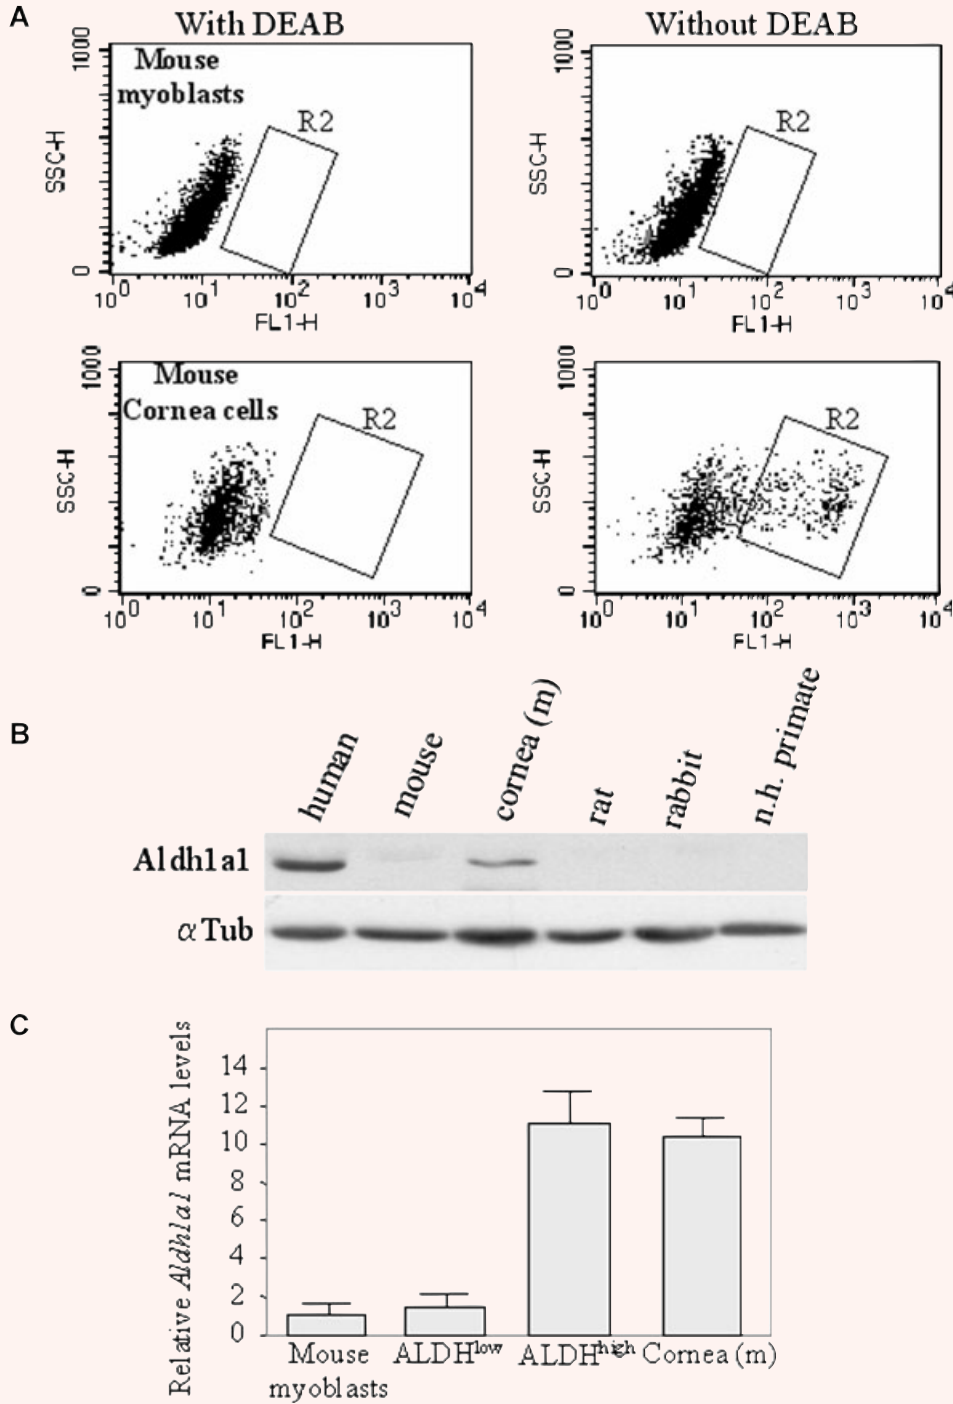 A
With DEAB
Without DEAB
Mouse
myoblasts
R2
SSC-H
1000
0
10^0 10^1 10^2 10^3 10^4
FL1-H
R2
SSC-H
1000
0
10^0 10^1 10^2 10^3 10^4
FL1-H
Mouse
Cornea cells
R2
SSC-H
1000
0
10^0 10^1 10^2 10^3 10^4
FL1-H
R2
SSC-H
1000
0
10^0 10^1 10^2 10^3 10^4
FL1-H
B
human mouse cornea (m) rat rabbit n.h. primate
Aldh1a1
αTub
C
Relative Aldh1a1 mRNA levels
14
12
10
8
6
4
2
0
Mouse
myoblasts
ALDH^low
ALDH^high
Cornea (m)